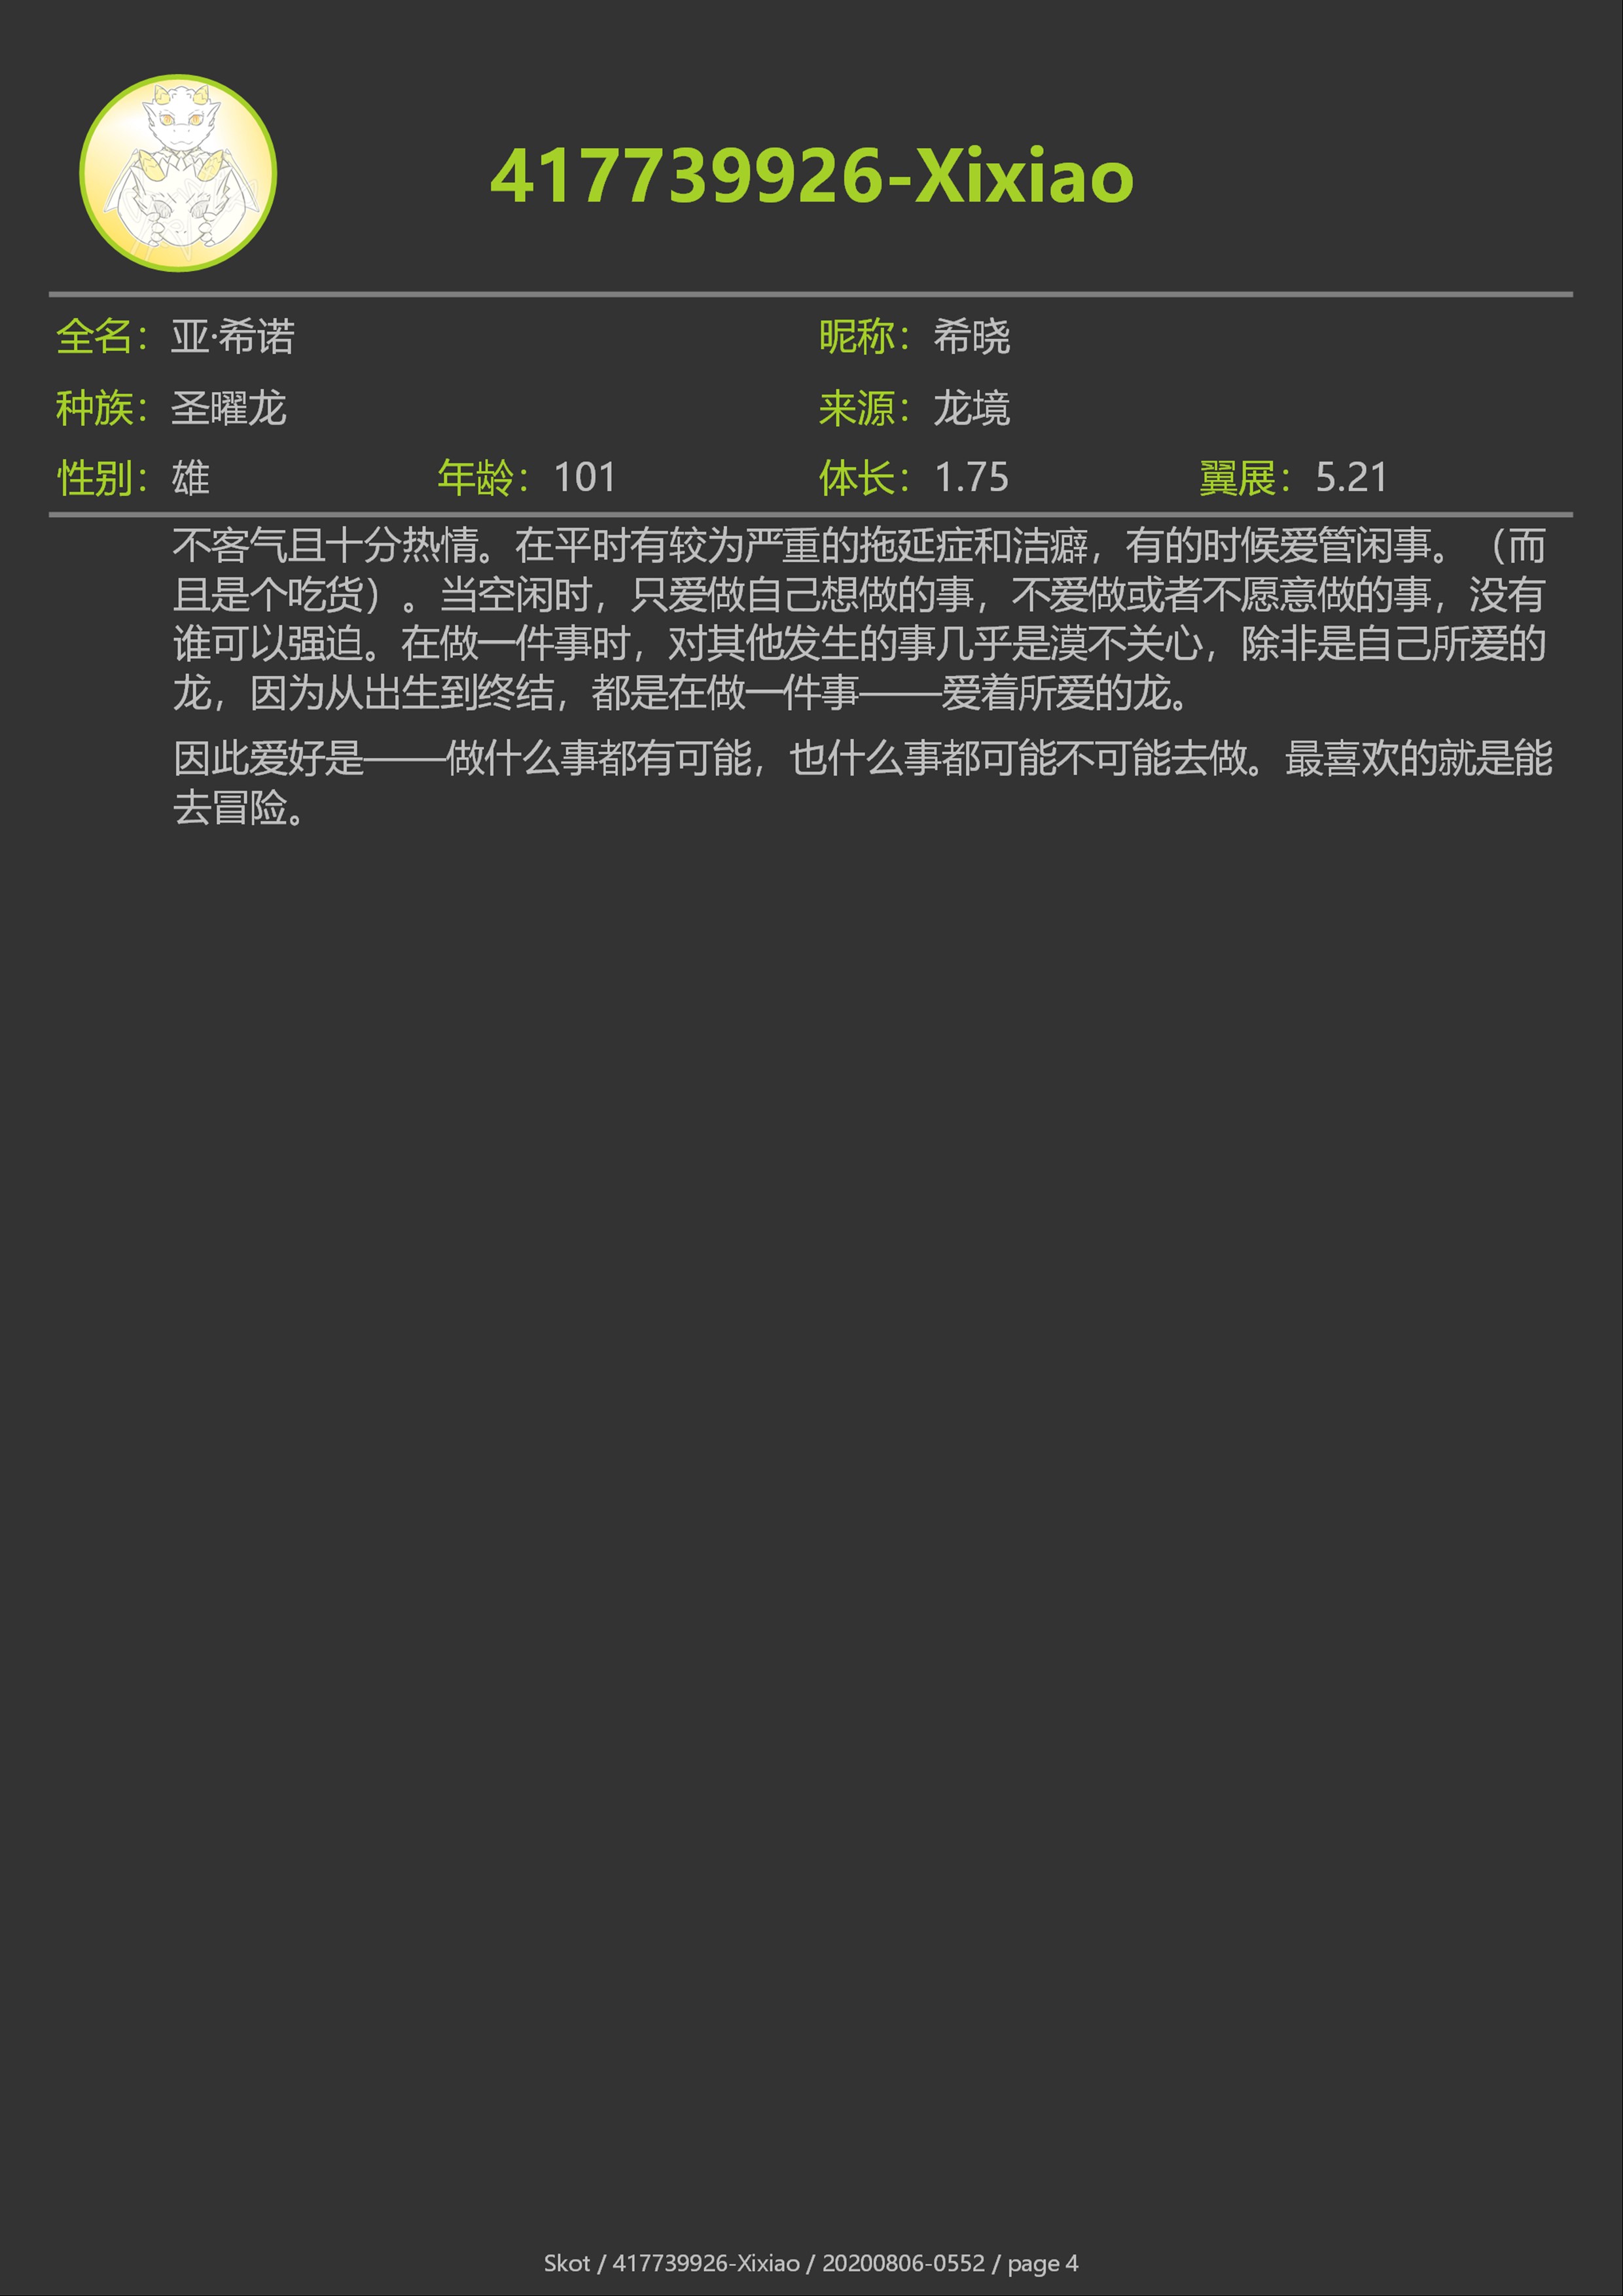 417739926-Xixiao
全名：亚·希诺 昵称：希晓
种族：圣曜龙 来源：龙境
性别：雄 年龄：101 体长：1.75 翼展：5.21
不客气且十分热情。在平时有较为严重的拖延症和洁癖，有的时候爱管闲事。（而
且是个吃货）。当空闲时，只爱做自己想做的事，不爱做或者不愿意做的事，没有
谁可以强迫。在做一件事时，对其他发生的事几乎是漠不关心，除非是自己所爱的
龙，因为从出生到终结，都是在做一件事——爱着所爱的龙。
因此爱好是——做什么事都有可能，也什么事都可能不可能去做。最喜欢的就是能
去冒险。
Skot / 417739926-Xixiao / 20200806-0552 / page 4